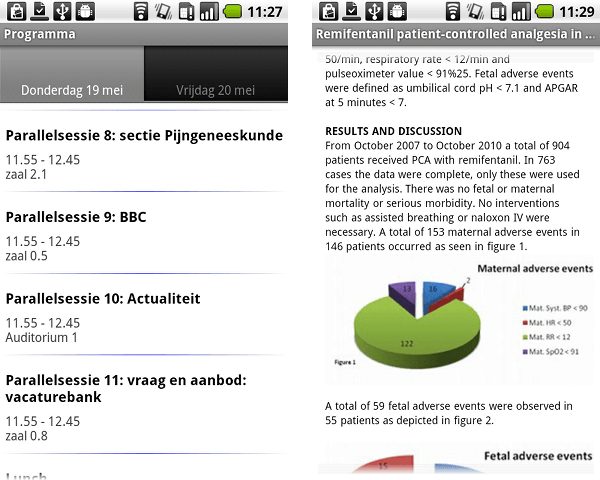 11:27
Programma
Donderdag 19 mei
Vrijdag 20 mei
Parallelsessie 8: sectie Pijngeneeskunde
11.55 - 12.45
zaal 2.1
Parallelsessie 9: BBC
11.55 - 12.45
zaal 0.5
Parallelsessie 10: Actualiteit
11.55 - 12.45
Auditorium 1
Parallelsessie 11: vraag en aanbod:
vacaturebank
11.55 - 12.45
zaal 0.8
Lunch
11:29
Remifentanil patient-controlled analgesia in ...
50/min, respiratory rate < 12/min and
pulseoximeter value < 91%25. Fetal adverse events
were defined as umbilical cord pH < 7.1 and APGAR
at 5 minutes < 7.
RESULTS AND DISCUSSION
From October 2007 to October 2010 a total of 904
patients received PCA with remifentanil. In 763
cases the data were complete, only these were used
for the analysis. There was no fetal or maternal
mortality or serious morbidity. No interventions
such as assisted breathing or naloxon IV were
necessary. A total of 153 maternal adverse events in
146 patients occurred as seen in figure 1.
Maternal adverse events
13
16
2
122
Mat. Syst. BP < 90
Mat. HR < 50
Mat. RR < 12
Mat. SpO2 < 91
Figure 1
A total of 59 fetal adverse events were observed in
55 patients as depicted in figure 2.
Fetal adverse events
15